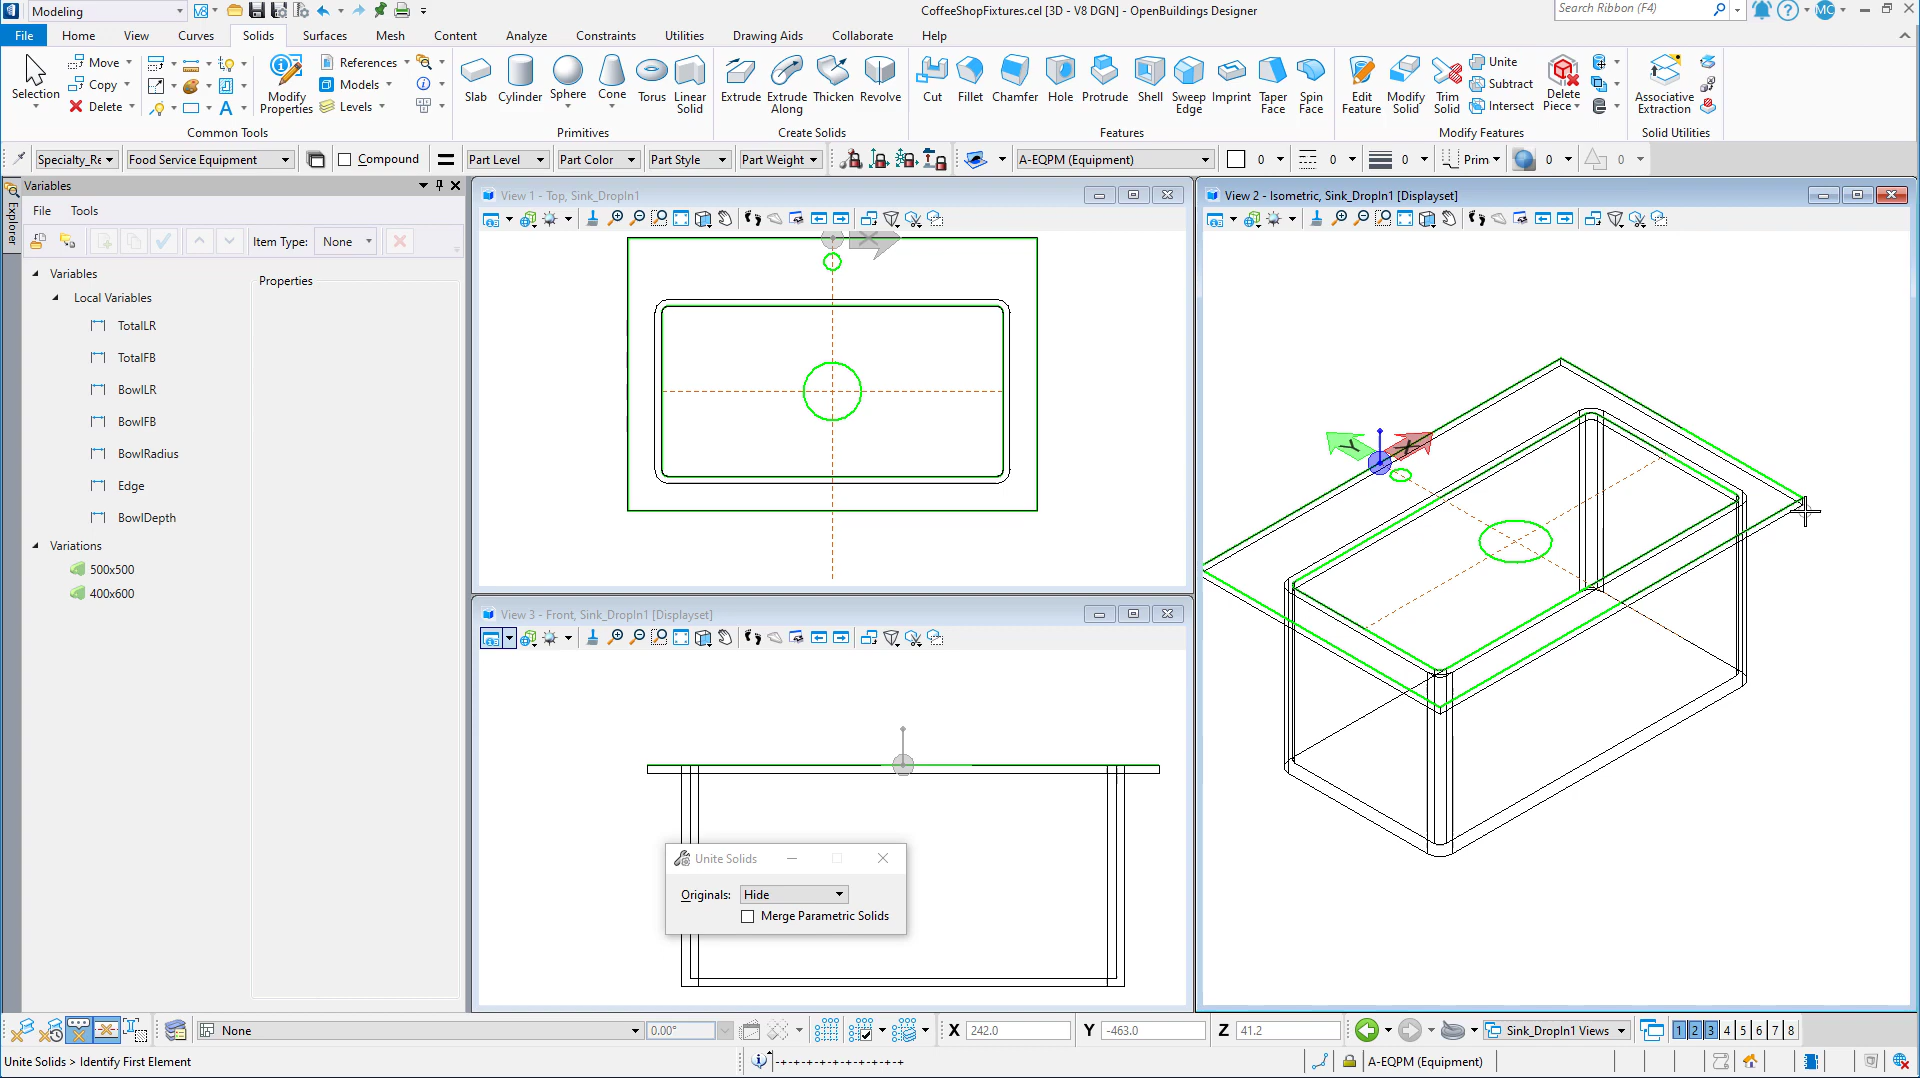 Modeling
CoffeeShopFixtures.cel [3D - V8 DGN] - OpenBuildings Designer
Search Ribbon (F4)
MC
File Home View Curves Solids Surfaces Mesh Content Analyze Constraints Utilities Drawing Aids Collaborate Help
Selection
Move
Copy
Delete
Modify Properties
References
Models
Levels
Common Tools
Slab Cylinder Sphere Cone Torus Linear Solid
Primitives
Extrude Extrude Along Thicken Revolve
Create Solids
Cut Fillet Chamfer Hole Protrude Shell Sweep Edge Imprint Taper Face Spin Face
Features
Edit Feature Modify Solid Trim Solid
Unite
Subtract
Intersect
Delete Piece
Modify Features
Associative Extraction
Solid Utilities
Specialty_Re Food Service Equipment Compound Part Level Part Color Part Style Part Weight A-EQPM (Equipment) 0 0 0 Prim 0 0
Explorer
Variables
File Tools
Item Type: None
Variables
Local Variables
TotalLR
TotalFB
BowlLR
BowlFB
BowlRadius
Edge
BowlDepth
Variations
500x500
400x600
Properties
View 1 - Top, Sink_DropIn1
X
View 2 - Isometric, Sink_DropIn1 [Displayset]
Y X
View 3 - Front, Sink_DropIn1 [Displayset]
Unite Solids
Originals: Hide
Merge Parametric Solids
None
0.00°
X 242.0 Y -463.0 Z 41.2
Sink_DropIn1 Views
1 2 3 4 5 6 7 8
Unite Solids > Identify First Element
A-EQPM (Equipment)